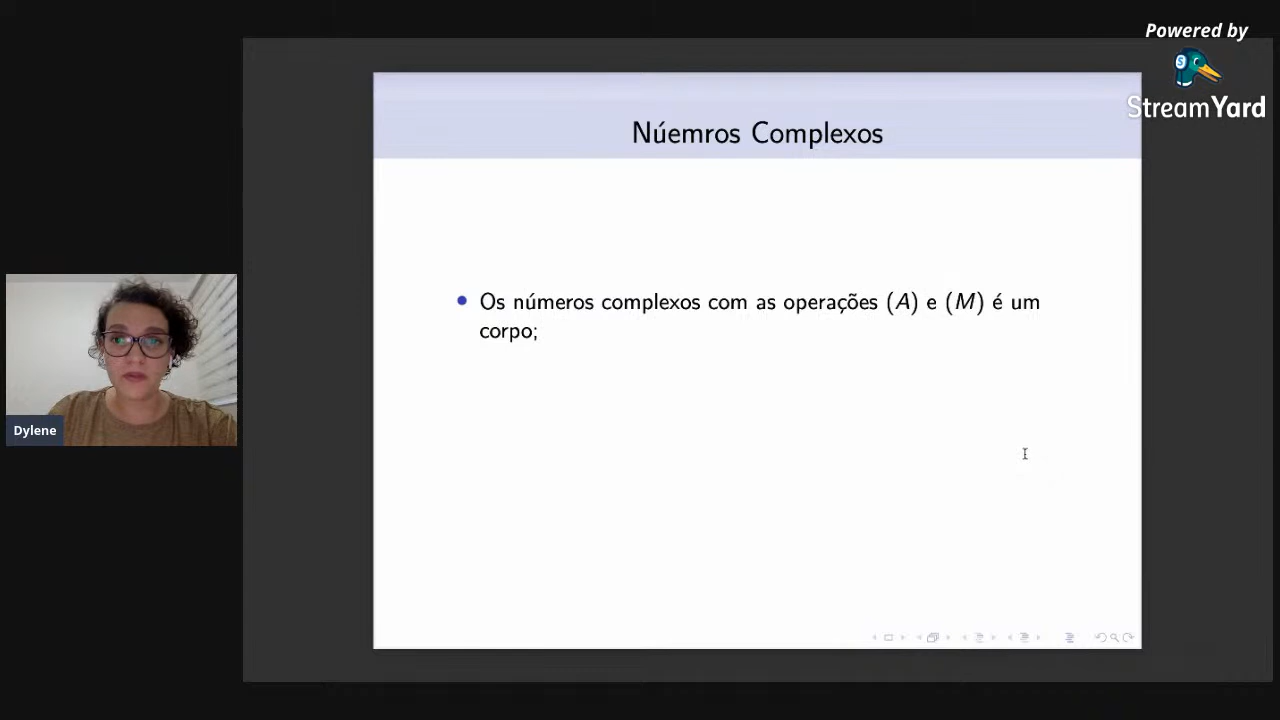 Powered by
StreamYard
Núemros Complexos
Os números complexos com as operações (A) e (M) é um
corpo;
Dylene